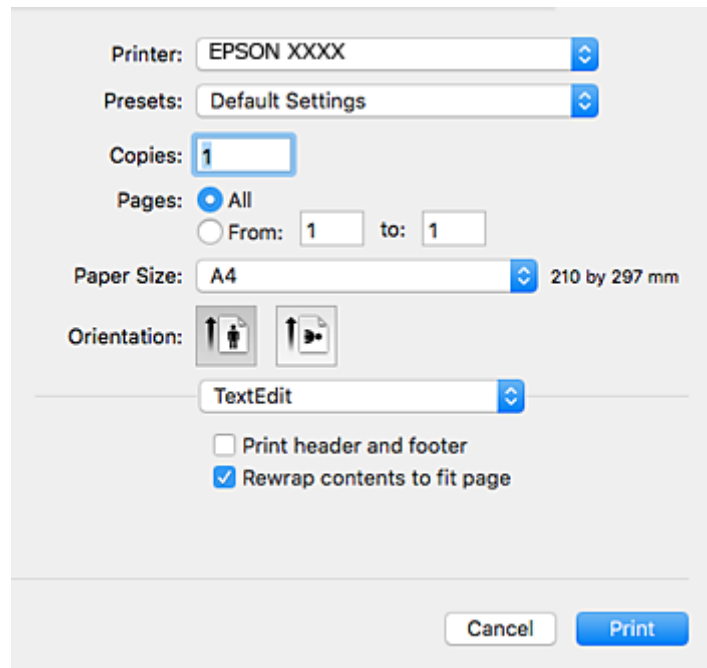 Printer: EPSON XXXX
Presets: Default Settings
Copies: 1
Pages: All
From: 1 to: 1
Paper Size: A4 210 by 297 mm
Orientation:
TextEdit
Print header and footer
Rewrap contents to fit page
Cancel Print